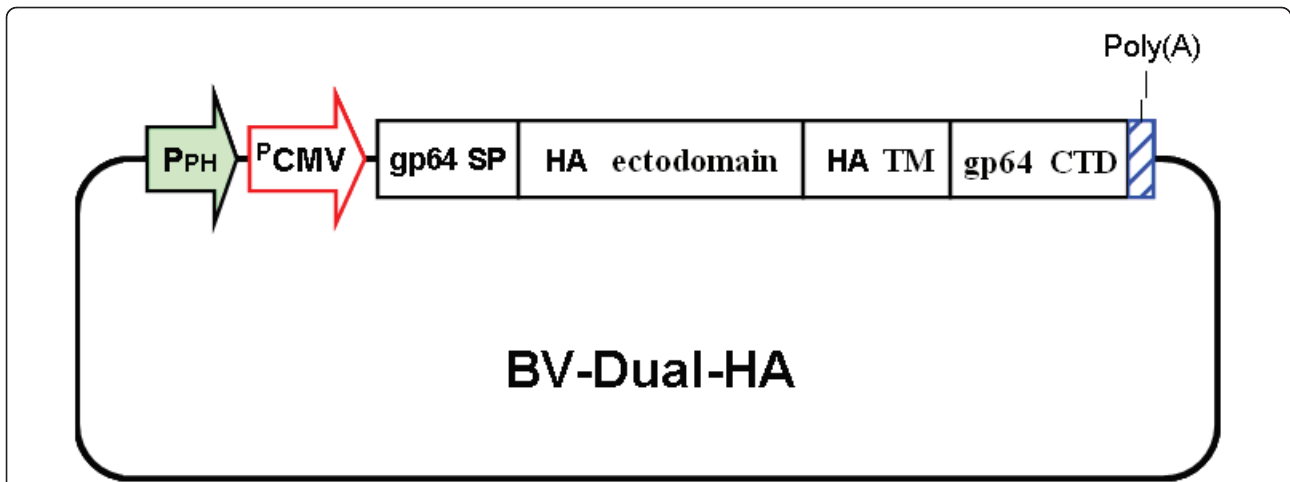 Poly(A)
PPH PCMV gp64 SP HA ectodomain HA TM gp64 CTD
BV-Dual-HA